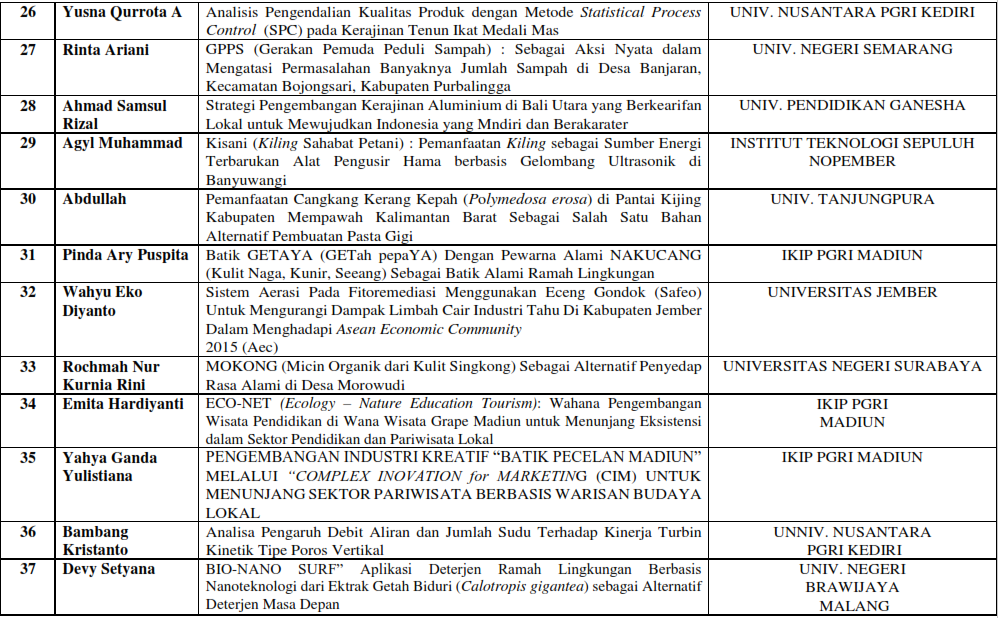 26 Yusna Qurrota A Analisis Pengendalian Kualitas Produk dengan Metode Statistical Process UNIV. NUSANTARA PGRI KEDIRI
Control (SPC) pada Kerajinan Tenun Ikat Medali Mas
27 Rinta Ariani GPPS (Gerakan Pemuda Peduli Sampah) : Sebagai Aksi Nyata dalam UNIV. NEGERI SEMARANG
Mengatasi Permasalahan Banyaknya Jumlah Sampah di Desa Banjaran,
Kecamatan Bojongsari, Kabupaten Purbalingga
28 Ahmad Samsul Strategi Pengembangan Kerajinan Aluminium di Bali Utara yang Berkearifan UNIV. PENDIDIKAN GANESHA
Rizal Lokal untuk Mewujudkan Indonesia yang Mndiri dan Berakarater
29 Agyl Muhammad Kisani (Kiling Sahabat Petani) : Pemanfaatan Kiling sebagai Sumber Energi INSTITUT TEKNOLOGI SEPULUH
Terbarukan Alat Pengusir Hama berbasis Gelombang Ultrasonik di NOPEMBER
Banyuwangi
30 Abdullah Pemanfaatan Cangkang Kerang Kepah (Polymedosa erosa) di Pantai Kijing UNIV. TANJUNGPURA
Kabupaten Mempawah Kalimantan Barat Sebagai Salah Satu Bahan
Alternatif Pembuatan Pasta Gigi
31 Pinda Ary Puspita Batik GETAYA (GETah pepaYA) Dengan Pewarna Alami NAKUCANG IKIP PGRI MADIUN
(Kulit Naga, Kunir, Seeang) Sebagai Batik Alami Ramah Lingkungan
32 Wahyu Eko Sistem Aerasi Pada Fitoremediasi Menggunakan Eceng Gondok (Safeo) UNIVERSITAS JEMBER
Diyanto Untuk Mengurangi Dampak Limbah Cair Industri Tahu Di Kabupaten Jember
Dalam Menghadapi Asean Economic Community
2015 (Aec)
33 Rochmah Nur MOKONG (Micin Organik dari Kulit Singkong) Sebagai Alternatif Penyedap UNIVERSITAS NEGERI SURABAYA
Kurnia Rini Rasa Alami di Desa Morowudi
34 Emita Hardiyanti ECO-NET (Ecology – Nature Education Tourism): Wahana Pengembangan IKIP PGRI
Wisata Pendidikan di Wana Wisata Grape Madiun untuk Menunjang Eksistensi MADIUN
dalam Sektor Pendidikan dan Pariwisata Lokal
35 Yahya Ganda PENGEMBANGAN INDUSTRI KREATIF “BATIK PECELAN MADIUN” IKIP PGRI MADIUN
Yulistiana MELALUI “COMPLEX INOVATION for MARKETING (CIM) UNTUK
MENUNJANG SEKTOR PARIWISATA BERBASIS WARISAN BUDAYA
LOKAL
36 Bambang Analisa Pengaruh Debit Aliran dan Jumlah Sudu Terhadap Kinerja Turbin UNNIV. NUSANTARA
Kristanto Kinetik Tipe Poros Vertikal PGRI KEDIRI
37 Devy Setyana BIO-NANO SURF” Aplikasi Deterjen Ramah Lingkungan Berbasis UNIV. NEGERI
Nanoteknologi dari Ektrak Getah Biduri (Calotropis gigantea) sebagai Alternatif BRAWIJAYA
Deterjen Masa Depan MALANG